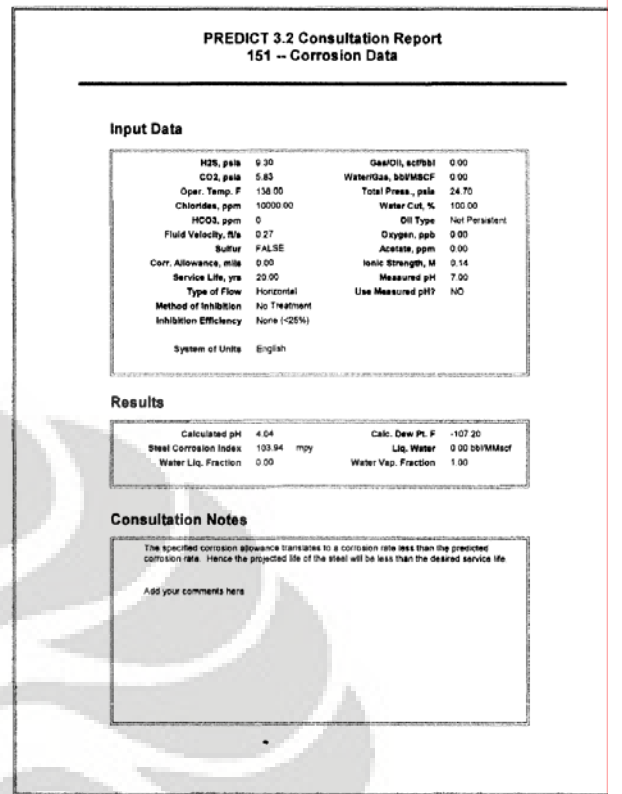 PREDICT 3.2 Consultation Report
151 -- Corrosion Data
Input Data
H2S, psia 9.30 Gas/Oil, scf/bbl 0.00
CO2, psia 5.83 Water/Gas, bbl/MMSCF 0.00
Oper. Temp. F 138.00 Total Press., psia 24.70
Chlorides, ppm 10000.00 Water Cut, % 100.00
HCO3, ppm 0 Oil Type Not Persistent
Fluid Velocity, ft/s 0.27 Oxygen, ppb 0.00
Sulfur FALSE Acetate, ppm 0.00
Corr. Allowance, mils 0.00 Ionic Strength, M 0.14
Service Life, yrs 20.00 Measured pH 7.00
Type of Flow Horizontal Use Measured pH? NO
Method of Inhibition No Treatment
Inhibition Efficiency None (<25%)
System of Units English
Results
Calculated pH 4.04 Calc. Dew Pt. F -107.20
Steel Corrosion Index 103.94 mpy Liq. Water 0.00 bbl/MMscf
Water Liq. Fraction 0.00 Water Vap. Fraction 1.00
Consultation Notes
The specified corrosion allowance translates to a corrosion rate less than the predicted
corrosion rate. Hence the projected life of the steel will be less than the desired service life
Add your comments here